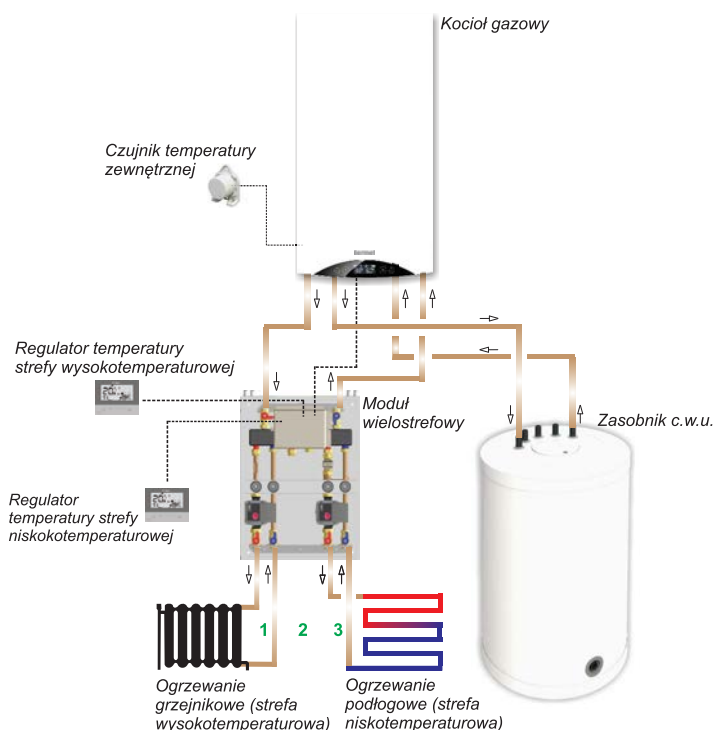 Kocioł gazowy
Czujnik temperatury
zewnętrznej
Regulator temperatury
strefy wysokotemperaturowej
Moduł
wielostrefowy
Zasobnik c.w.u.
Regulator
temperatury strefy
niskokotemperaturowej
1
2
3
Ogrzewanie
grzejnikowe (strefa
wysokotemperaturowa)
Ogrzewanie
podłogowe (strefa
niskotemperaturowa)